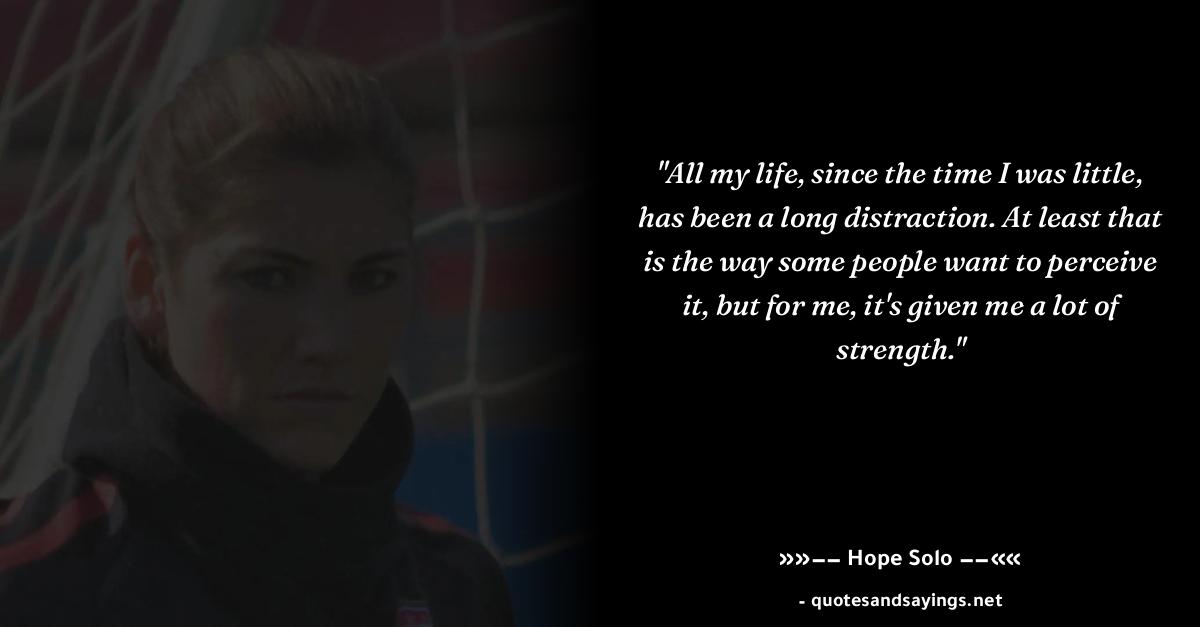 "All my life, since the time I was little,
has been a long distraction. At least that
is the way some people want to perceive
it, but for me, it's given me a lot of
strength."
»»−− Hope Solo −−««
- quotesandsayings.net